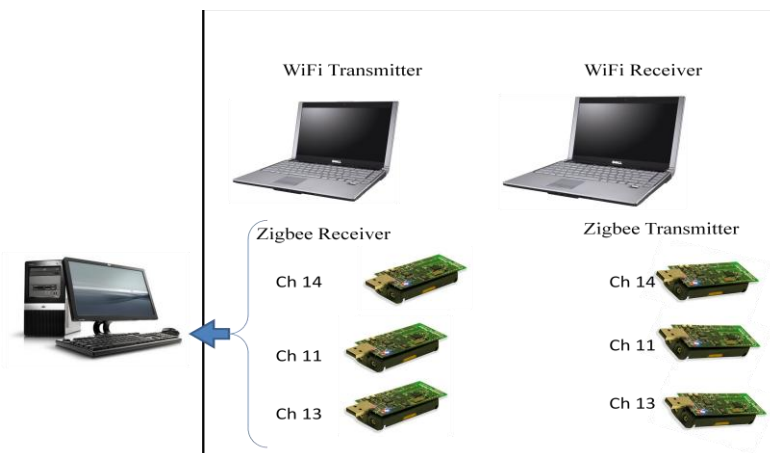 WiFi Transmitter
WiFi Receiver
Zigbee Receiver
Zigbee Transmitter
Ch 14
Ch 14
Ch 11
Ch 11
Ch 13
Ch 13